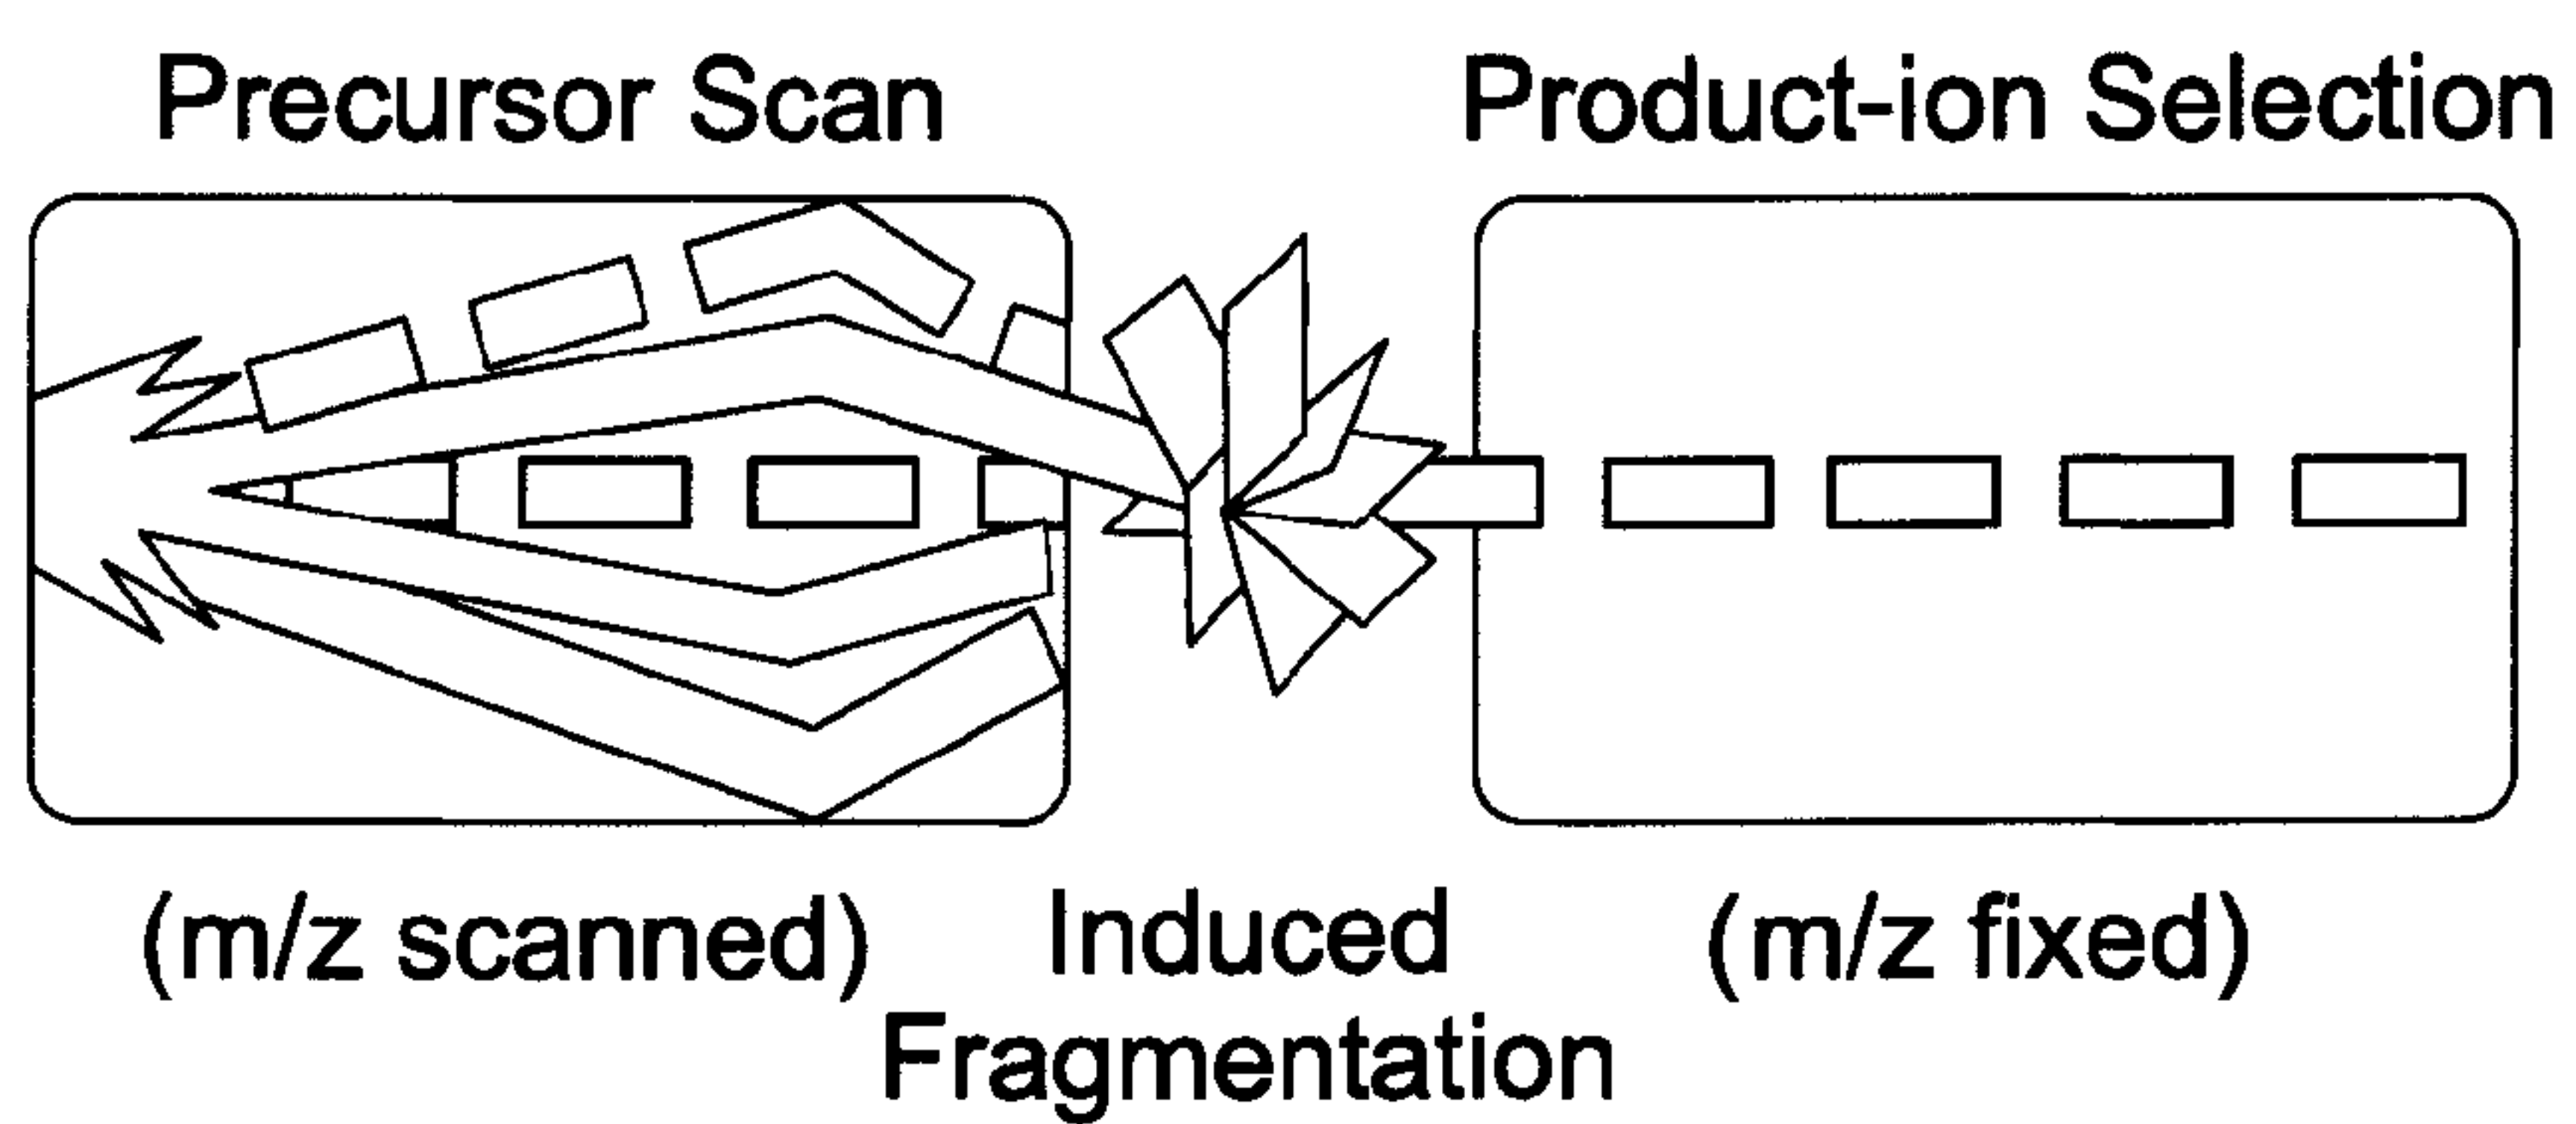 Precursor Scan
Product-ion Selection
(m/z scanned)
Induced
Fragmentation
(m/z fixed)